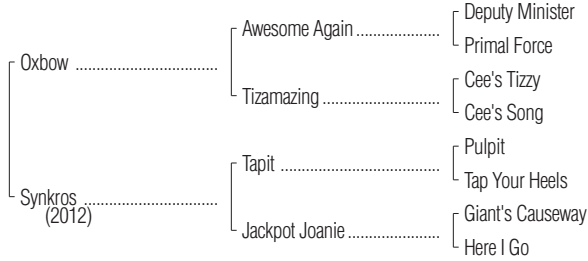 Deputy Minister
Awesome Again ....................
Primal Force
Oxbow ..................................
Cee's Tizzy
Tizamazing ............................
Cee's Song
Pulpit
Tapit ......................................
Tap Your Heels
Synkros ................................
(2012)
Giant's Causeway
Jackpot Joanie ......................
Here I Go